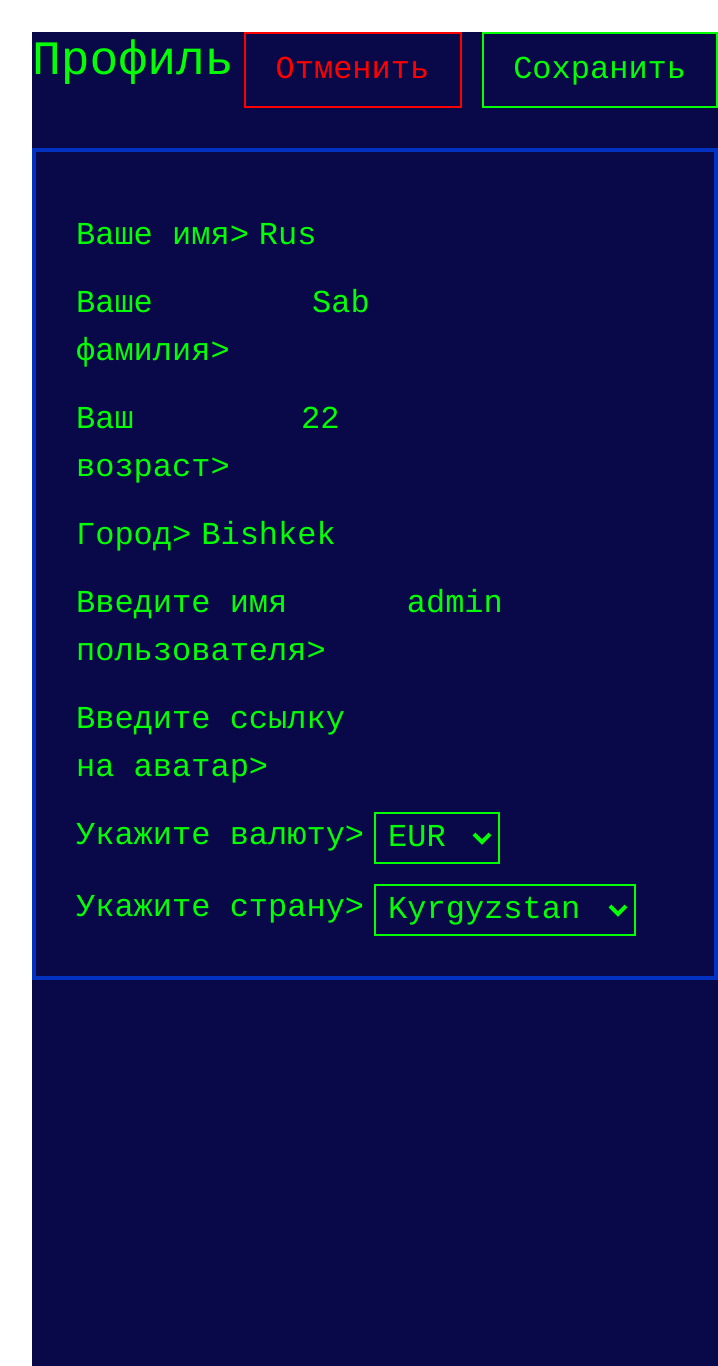 Профиль Отменить Сохранить
Ваше имя> Rus
Ваше Sab
фамилия>
Ваш 22
возраст>
Город> Bishkek
Введите имя admin
пользователя>
Введите ссылку
на аватар>
Укажите валюту> EUR
Укажите страну> Kyrgyzstan